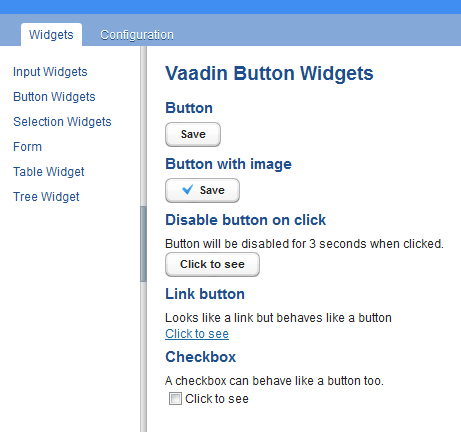 Widgets
Configuration
Input Widgets
Button Widgets
Selection Widgets
Form
Table Widget
Tree Widget
Vaadin Button Widgets
Button
Save
Button with image
Save
Disable button on click
Button will be disabled for 3 seconds when clicked.
Click to see
Link button
Looks like a link but behaves like a button
Click to see
Checkbox
A checkbox can behave like a button too.
Click to see